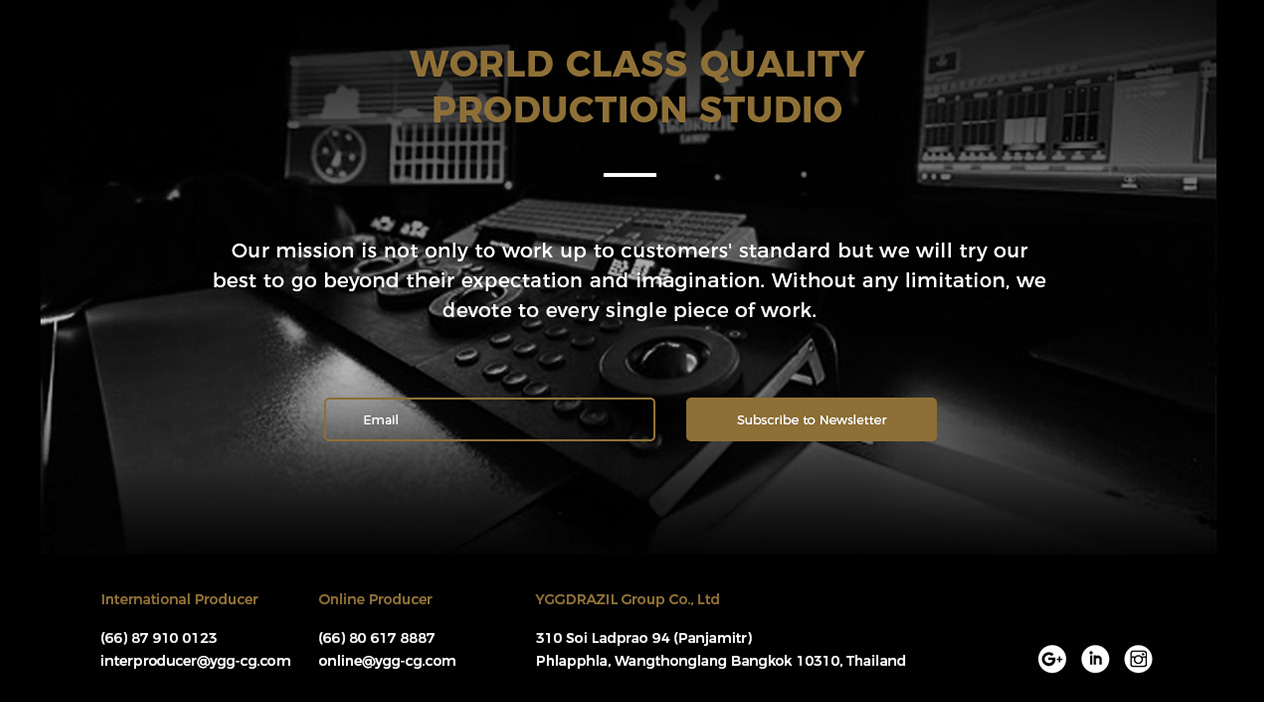 WORLD CLASS QUALITY
PRODUCTION STUDIO
YGGDRAZIL
GROUP
Our mission is not only to work up to customers' standard but we will try our
best to go beyond their expectation and imagination. Without any limitation, we
devote to every single piece of work.
Email
Subscribe to Newsletter
International Producer
(66) 87 910 0123
interproducer@ygg-cg.com
Online Producer
(66) 80 617 8887
online@ygg-cg.com
YGGDRAZIL Group Co., Ltd
310 Soi Ladprao 94 (Panjamitr)
Phlapphla, Wangthonglang Bangkok 10310, Thailand
G+
in